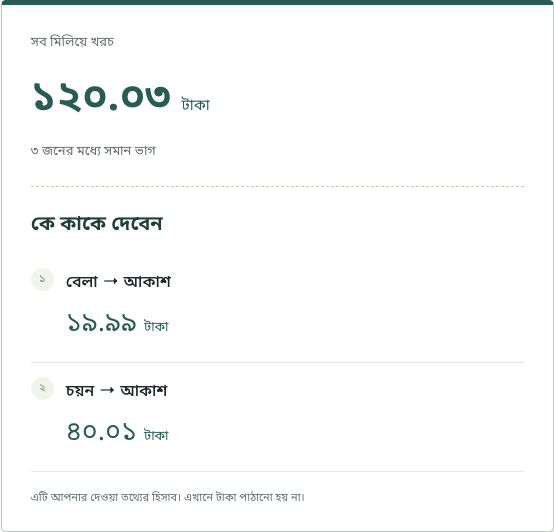 সব মিলিয়ে খরচ
১২০.০৩ টাকা
৩ জনের মধ্যে সমান ভাগ
কে কাকে দেবেন
১ বেলা → আকাশ
১৯.৯৯ টাকা
২ চয়ন → আকাশ
৪০.০১ টাকা
এটি আপনার দেওয়া তথ্যের হিসাব। এখানে টাকা পাঠানো হয় না।